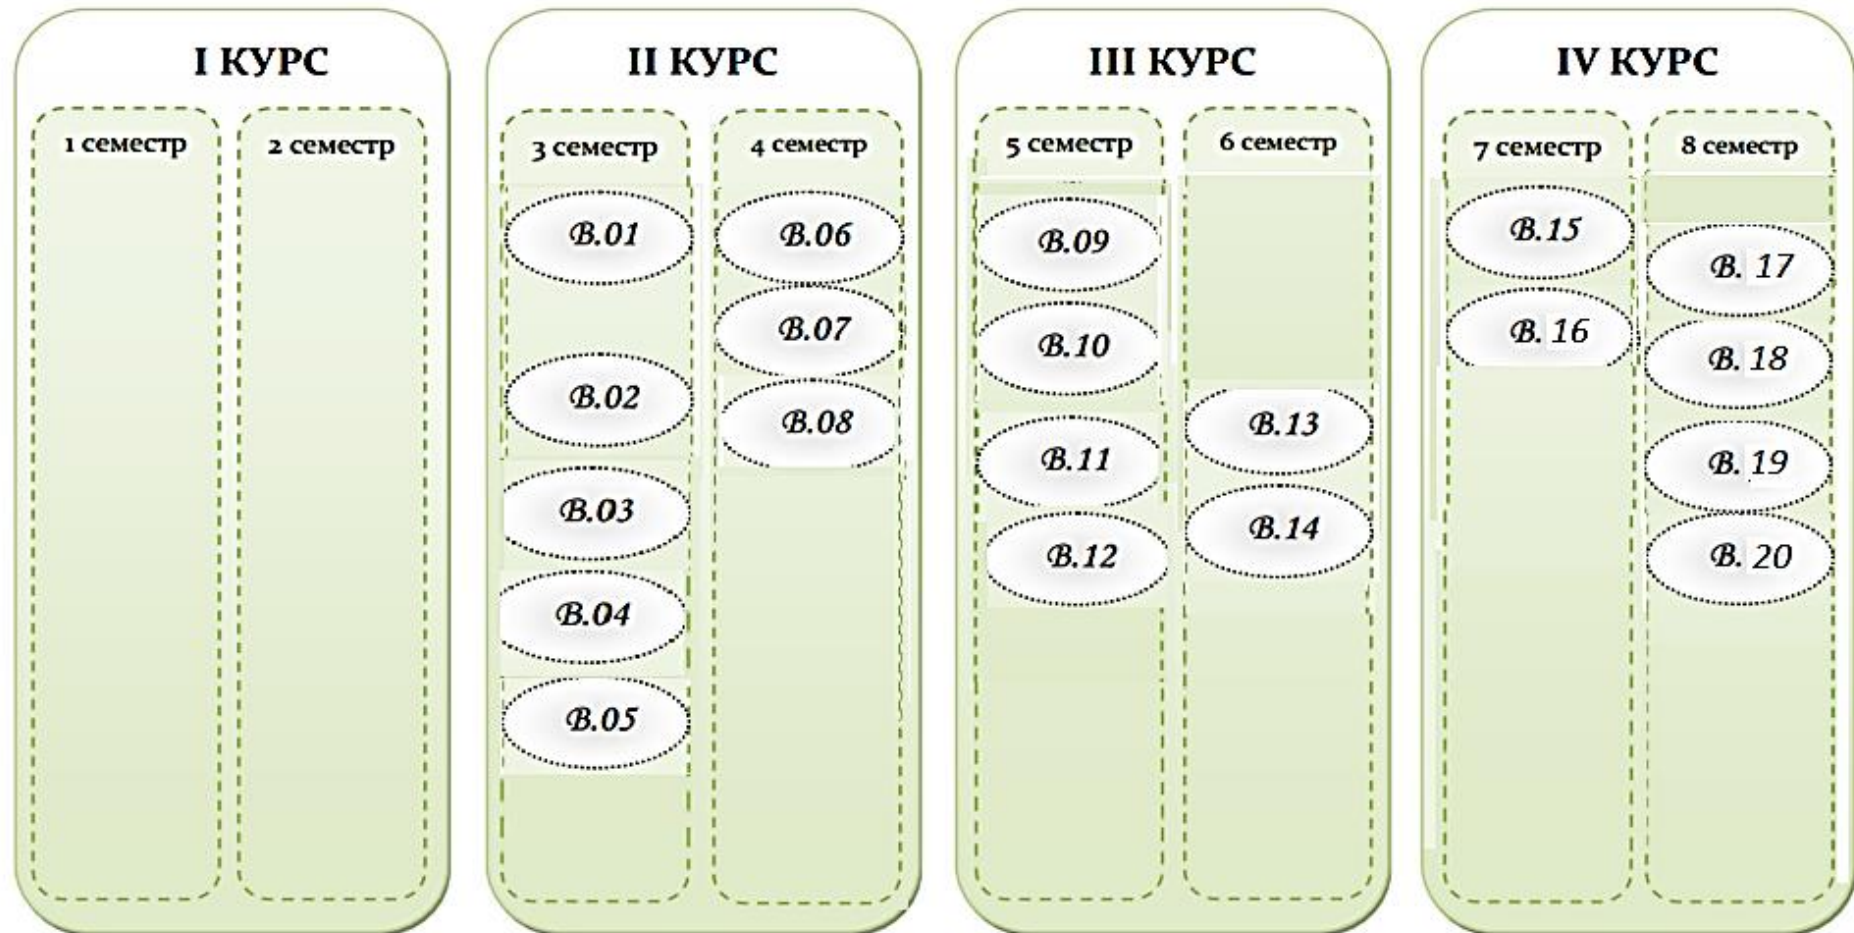 I КУРС
1 семестр
2 семестр
II КУРС
3 семестр
B.01
B.02
B.03
B.04
B.05
4 семестр
B.06
B.07
B.08
III КУРС
5 семестр
B.09
B.10
B.11
B.12
6 семестр
B.13
B.14
IV КУРС
7 семестр
B.15
B. 16
8 семестр
B. 17
B. 18
B. 19
B. 20